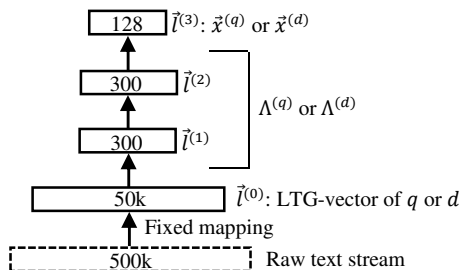 128 l⃗⁽³⁾: x⃗⁽q⁾ or x⃗⁽d⁾
300 l⃗⁽²⁾
Λ⁽q⁾ or Λ⁽d⁾
300 l⃗⁽¹⁾
50k l⃗⁽⁰⁾: LTG-vector of q or d
Fixed mapping
500k Raw text stream